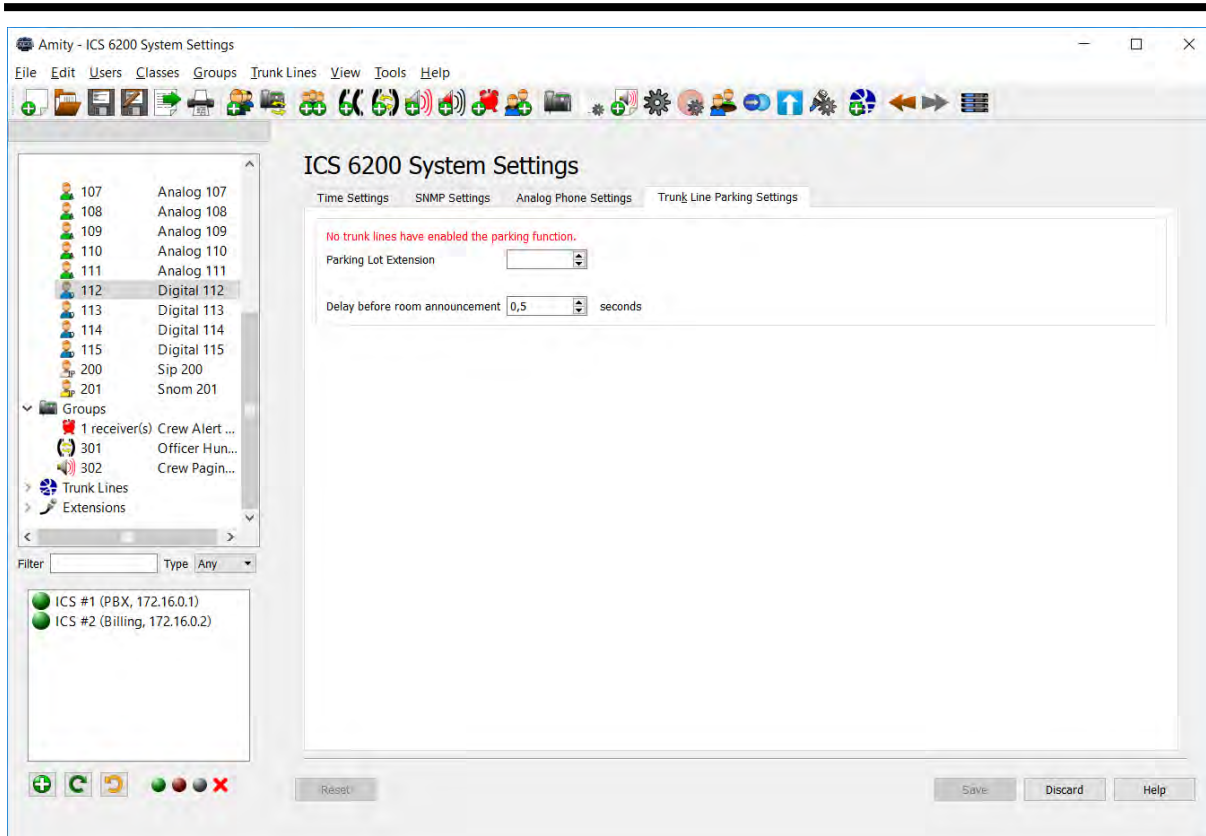 Amity - ICS 6200 System Settings
File Edit Users Classes Groups Trunk Lines View Tools Help
107 Analog 107
108 Analog 108
109 Analog 109
110 Analog 110
111 Analog 111
112 Digital 112
113 Digital 113
114 Digital 114
115 Digital 115
200 Sip 200
201 Snom 201
Groups
1 receiver(s) Crew Alert ...
301 Officer Hun...
302 Crew Pagin...
Trunk Lines
Extensions
Filter Type Any
ICS #1 (PBX, 172.16.0.1)
ICS #2 (Billing, 172.16.0.2)
ICS 6200 System Settings
Time Settings SNMP Settings Analog Phone Settings Trunk Line Parking Settings
No trunk lines have enabled the parking function.
Parking Lot Extension
Delay before room announcement 0,5 seconds
Reset Save Discard Help